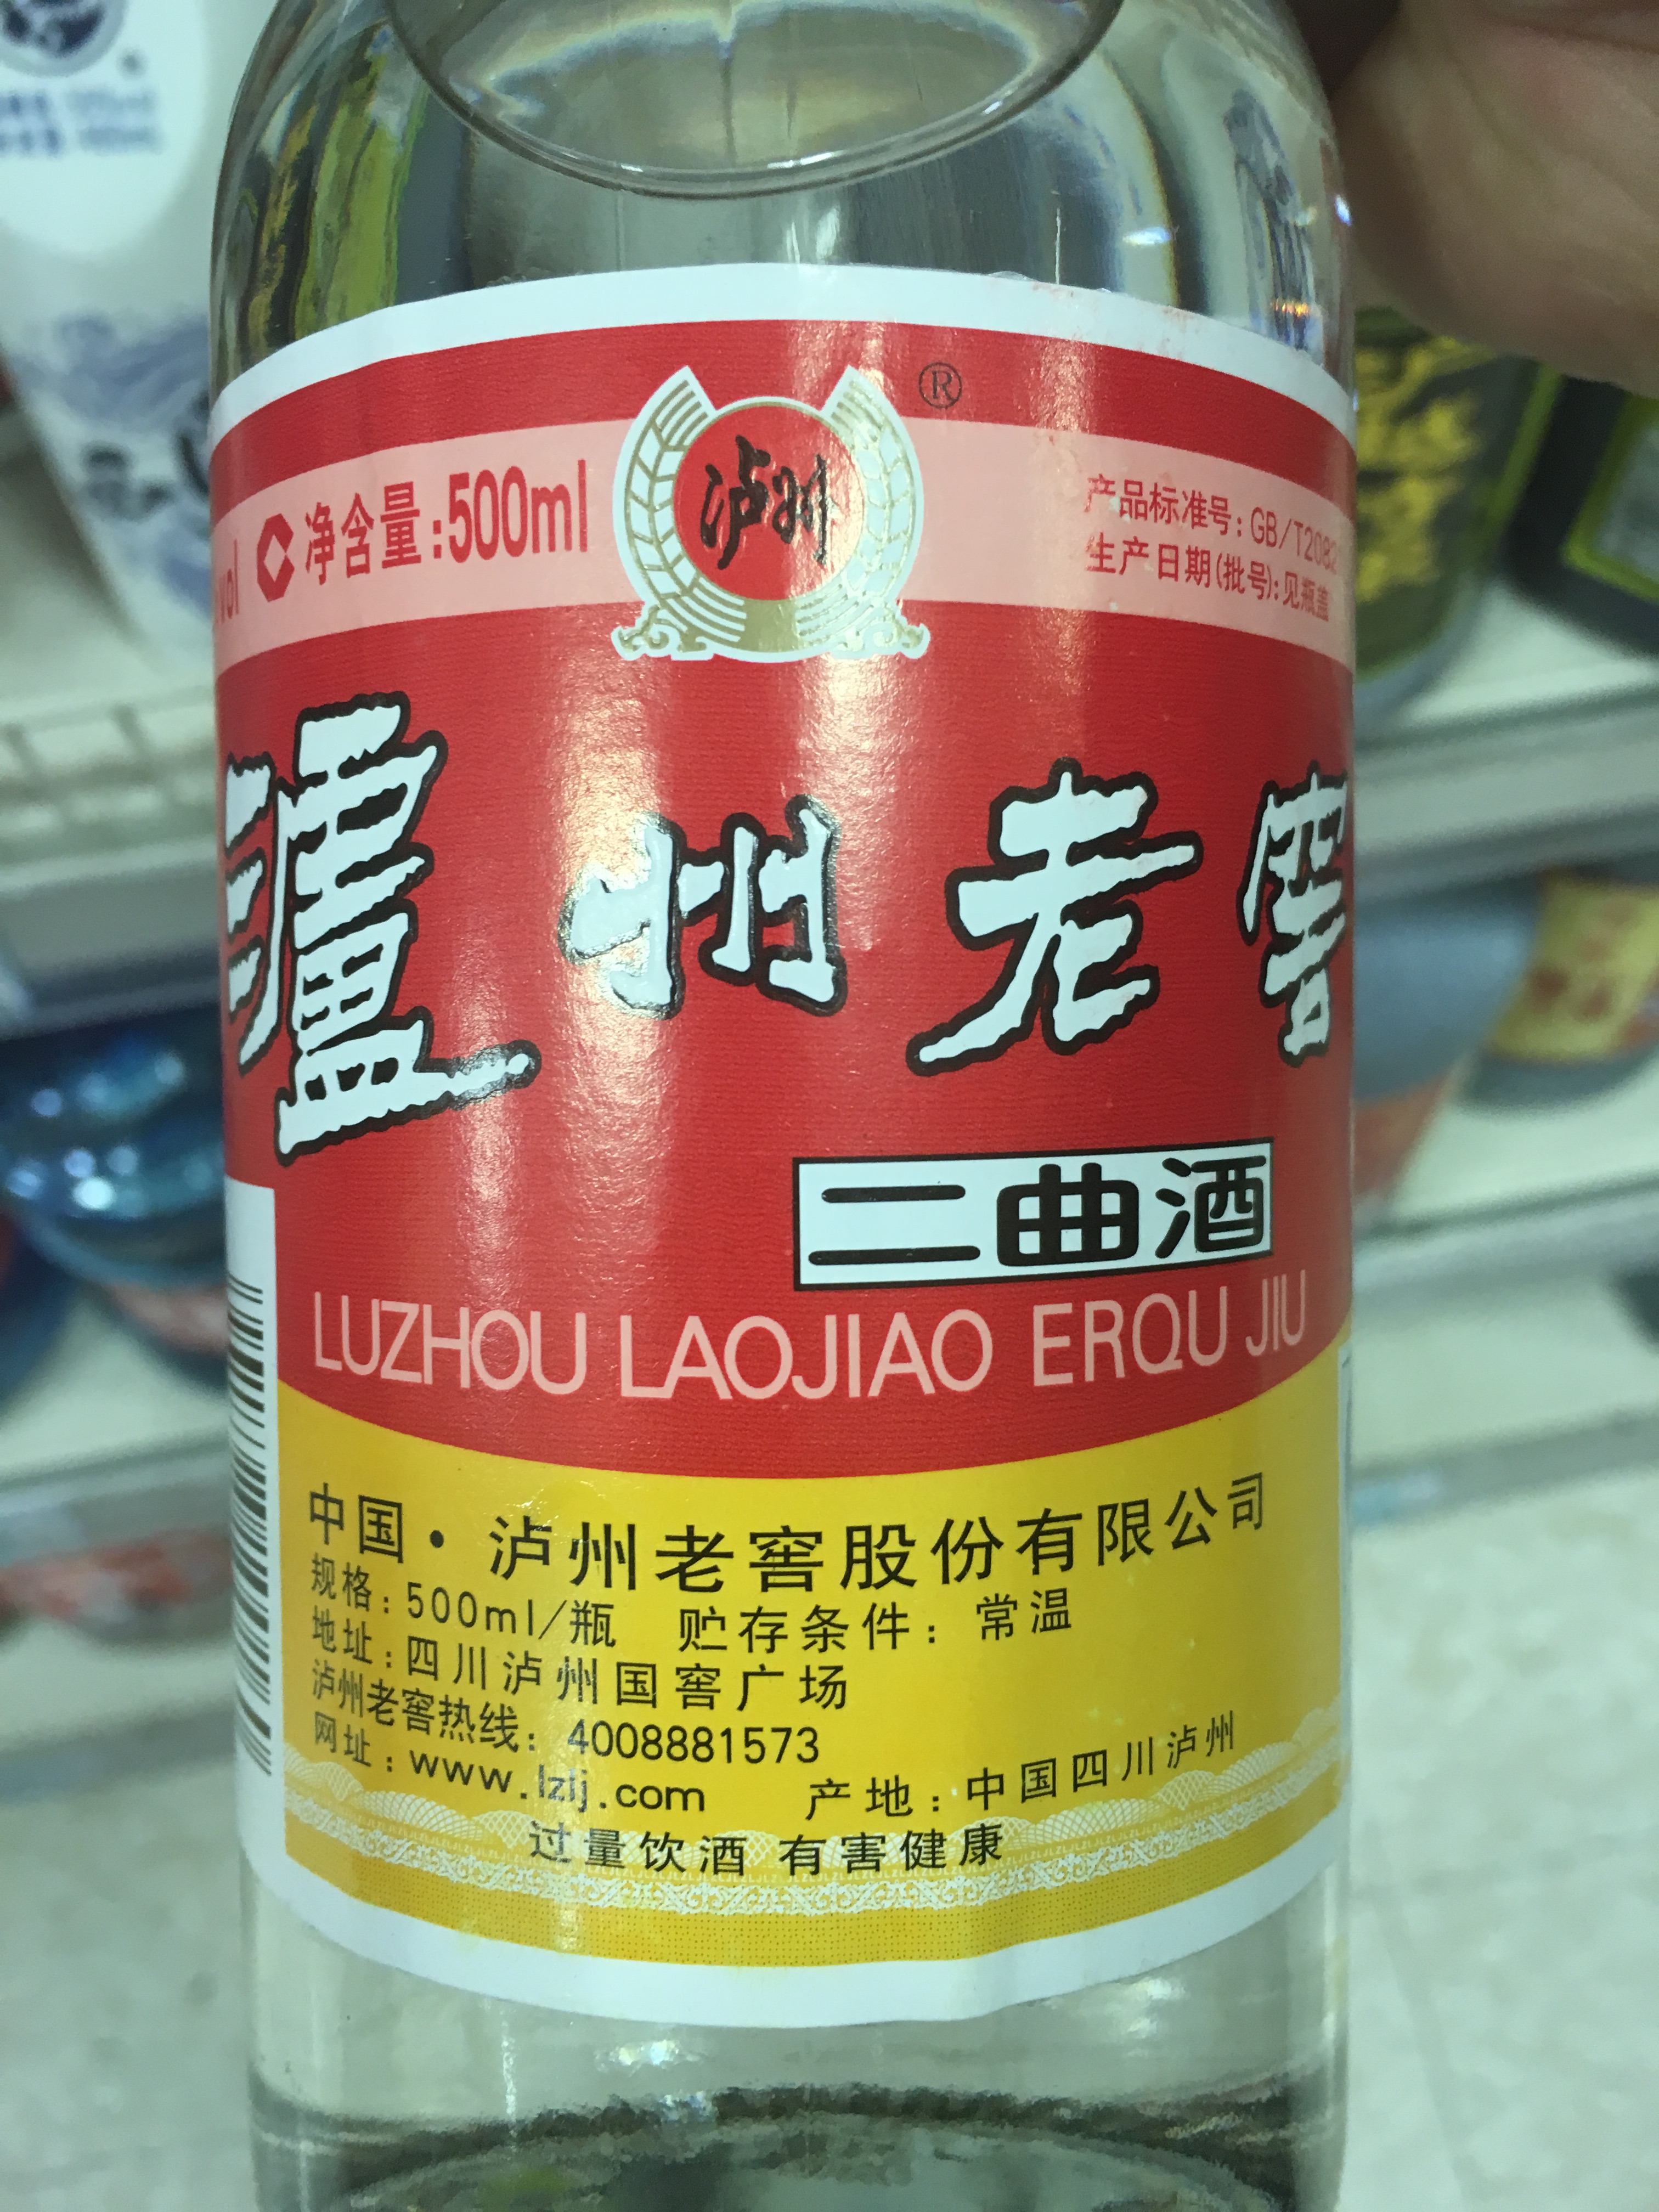 vol 净含量:500ml
泸州
®
产品标准号: GB/T2082
生产日期(批号):见瓶盖
瀘州老窖
二曲酒
LUZHOU LAOJIAO ERQU JIU
中国·泸州老窖股份有限公司
规格: 500ml/瓶 贮存条件: 常温
地址: 四川泸州国窖广场
泸州老窖热线: 4008881573
网址: www.lzlj.com 产地: 中国四川泸州
过量饮酒 有害健康